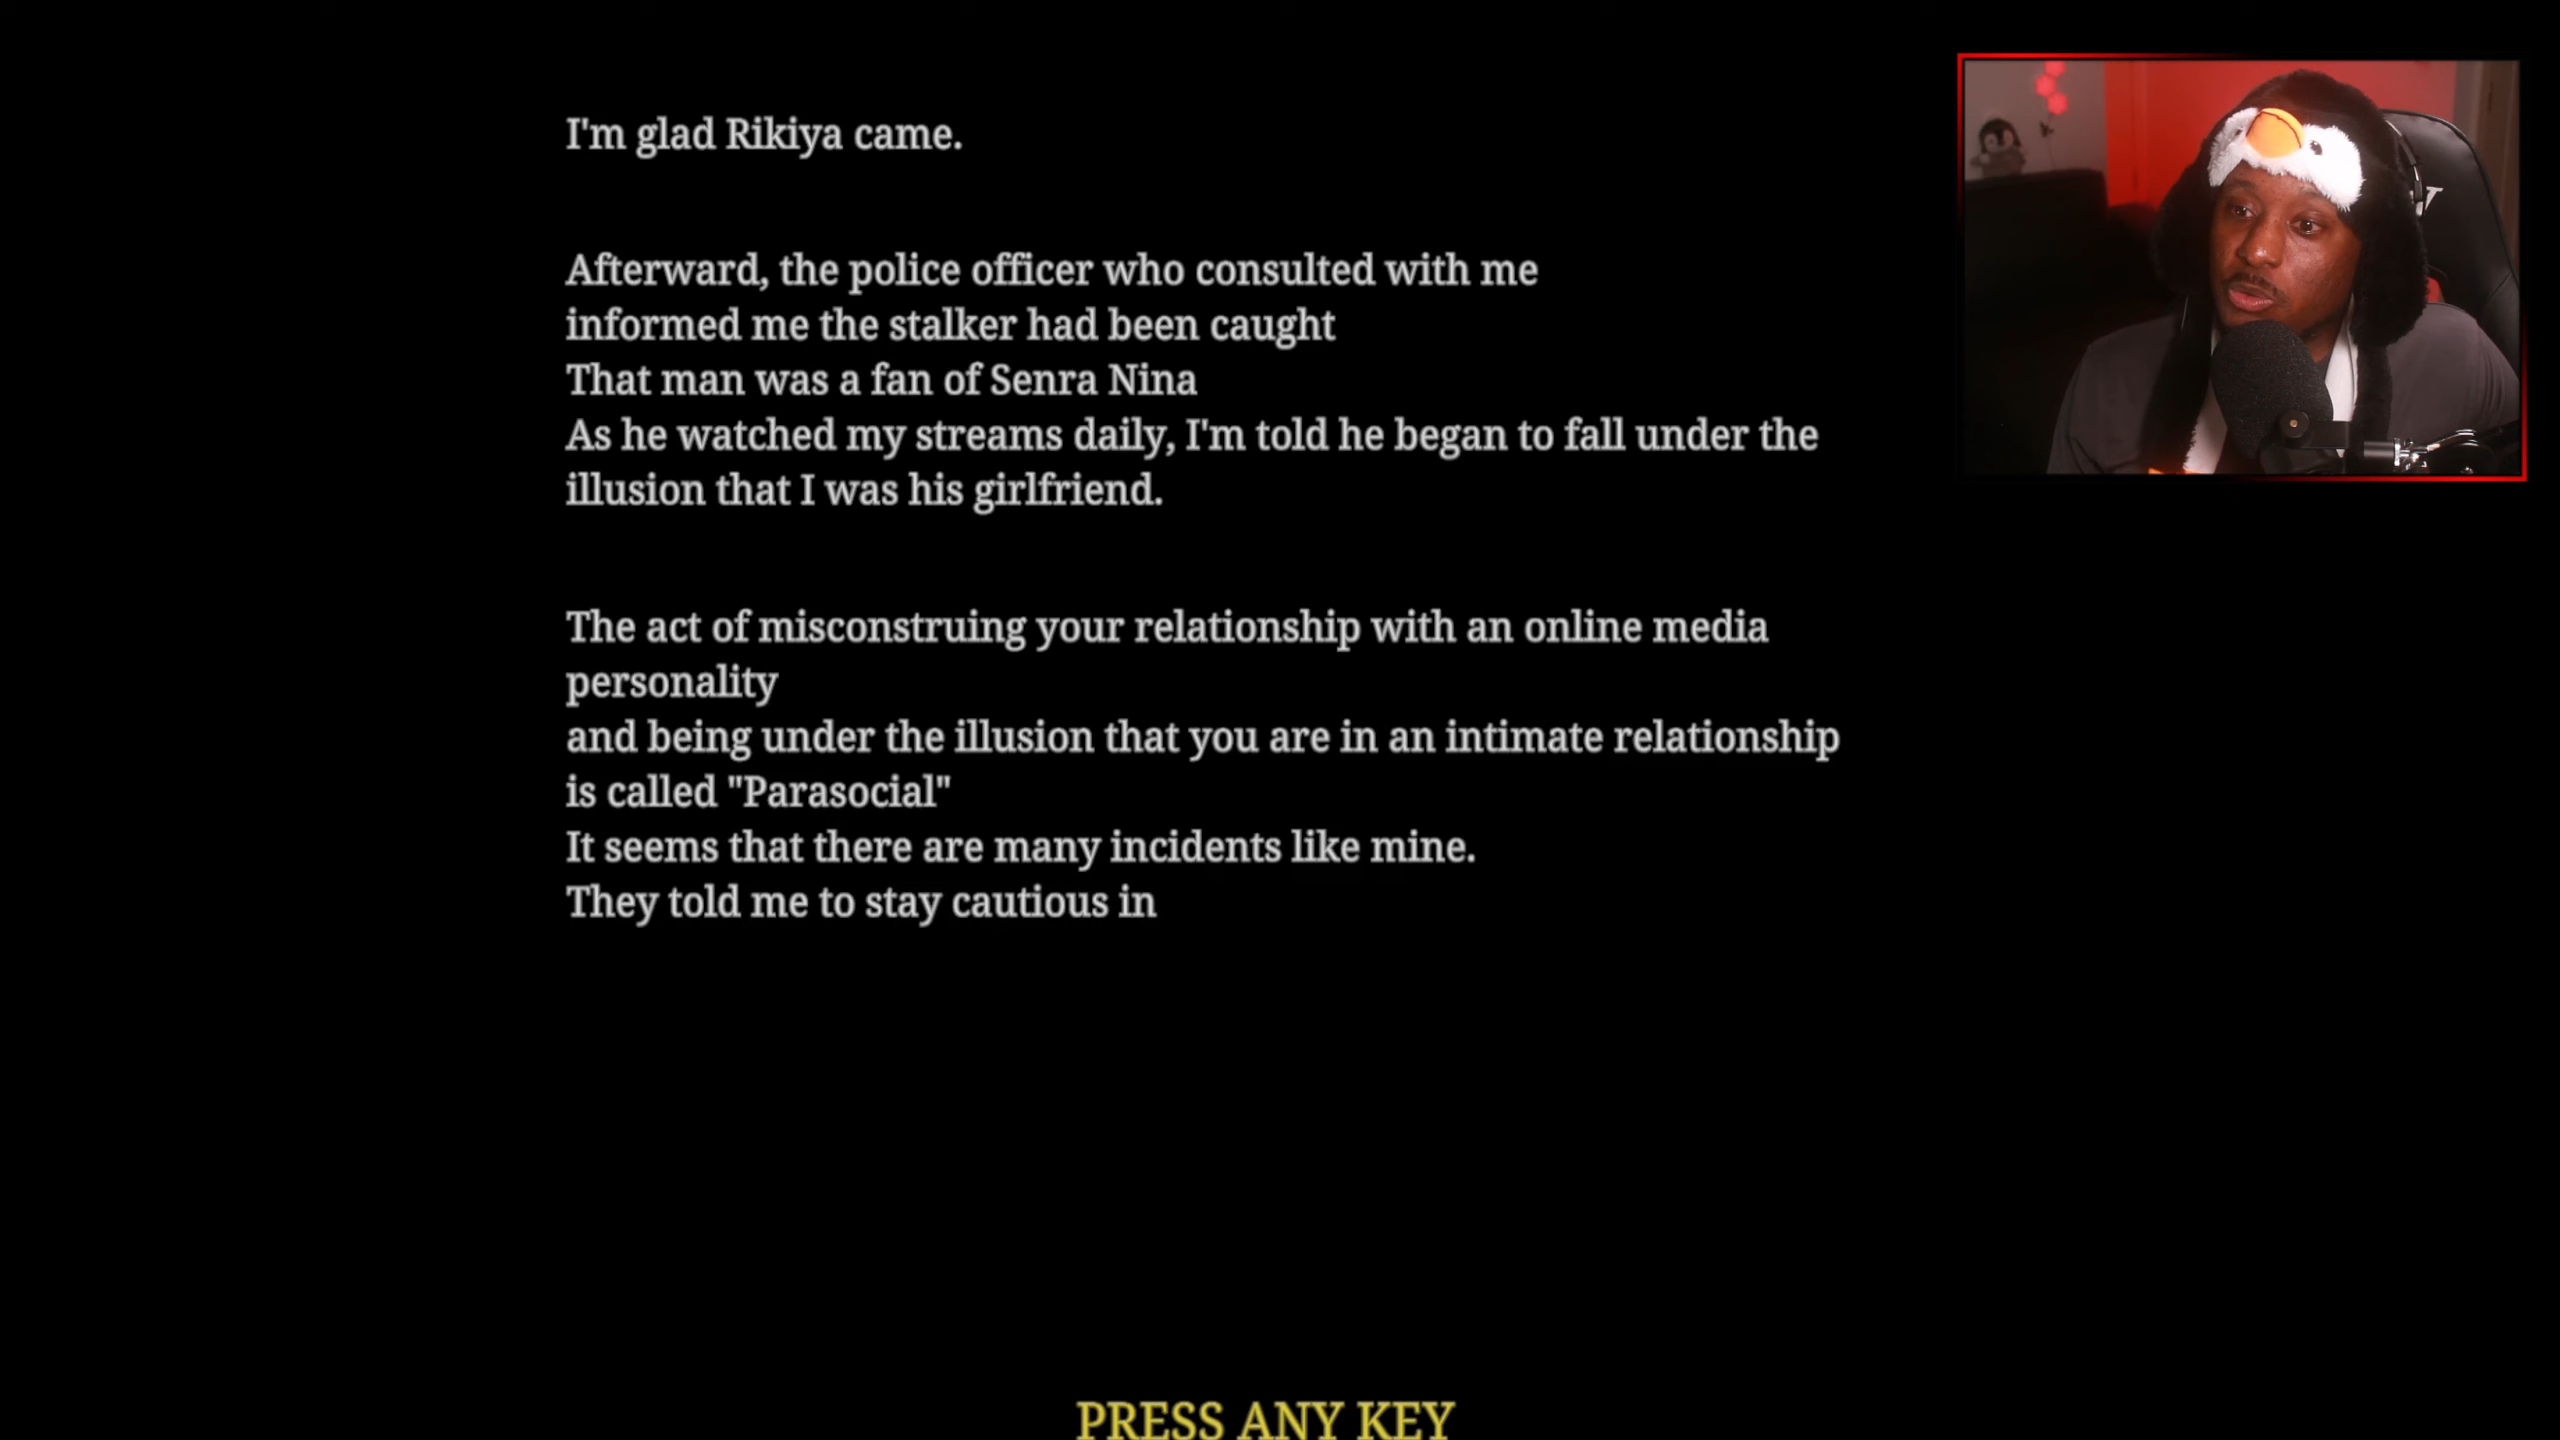 I'm glad Rikiya came.
Afterward, the police officer who consulted with me
informed me the stalker had been caught
That man was a fan of Senra Nina
As he watched my streams daily, I'm told he began to fall under the
illusion that I was his girlfriend.
The act of misconstruing your relationship with an online media
personality
and being under the illusion that you are in an intimate relationship
is called "Parasocial"
It seems that there are many incidents like mine.
They told me to stay cautious in
PRESS ANY KEY